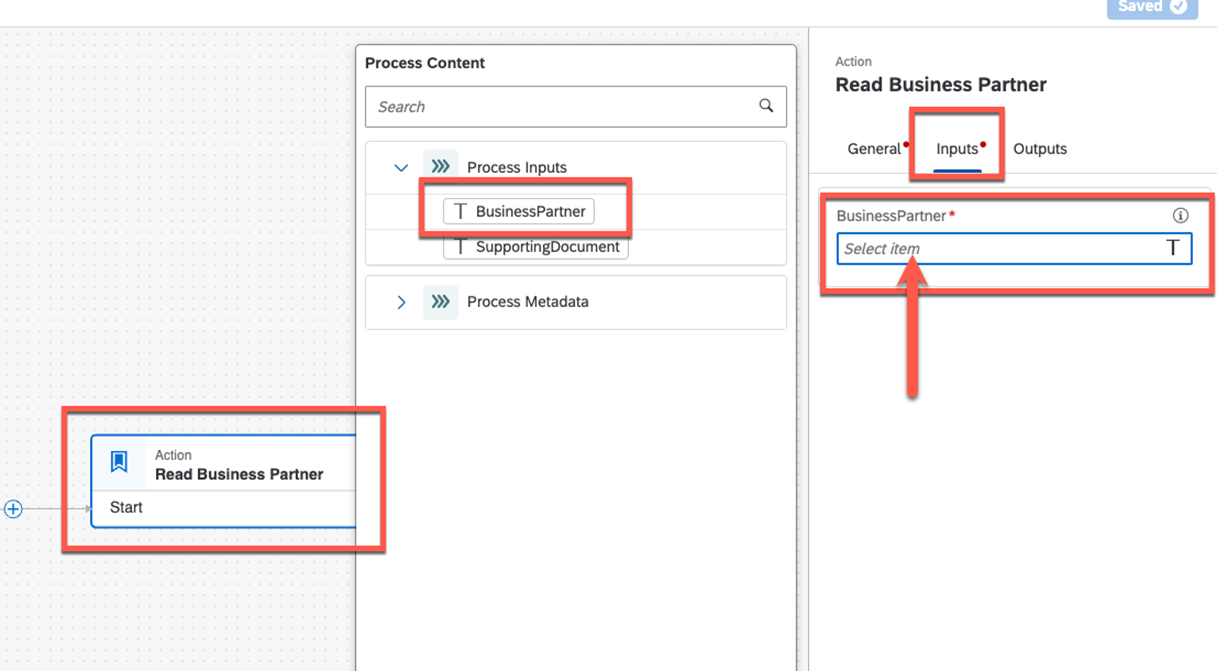 Saved
Process Content
Search
Process Inputs
BusinessPartner
SupportingDocument
Process Metadata
Action
Read Business Partner
Start
Action
Read Business Partner
General Inputs Outputs
BusinessPartner*
Select item